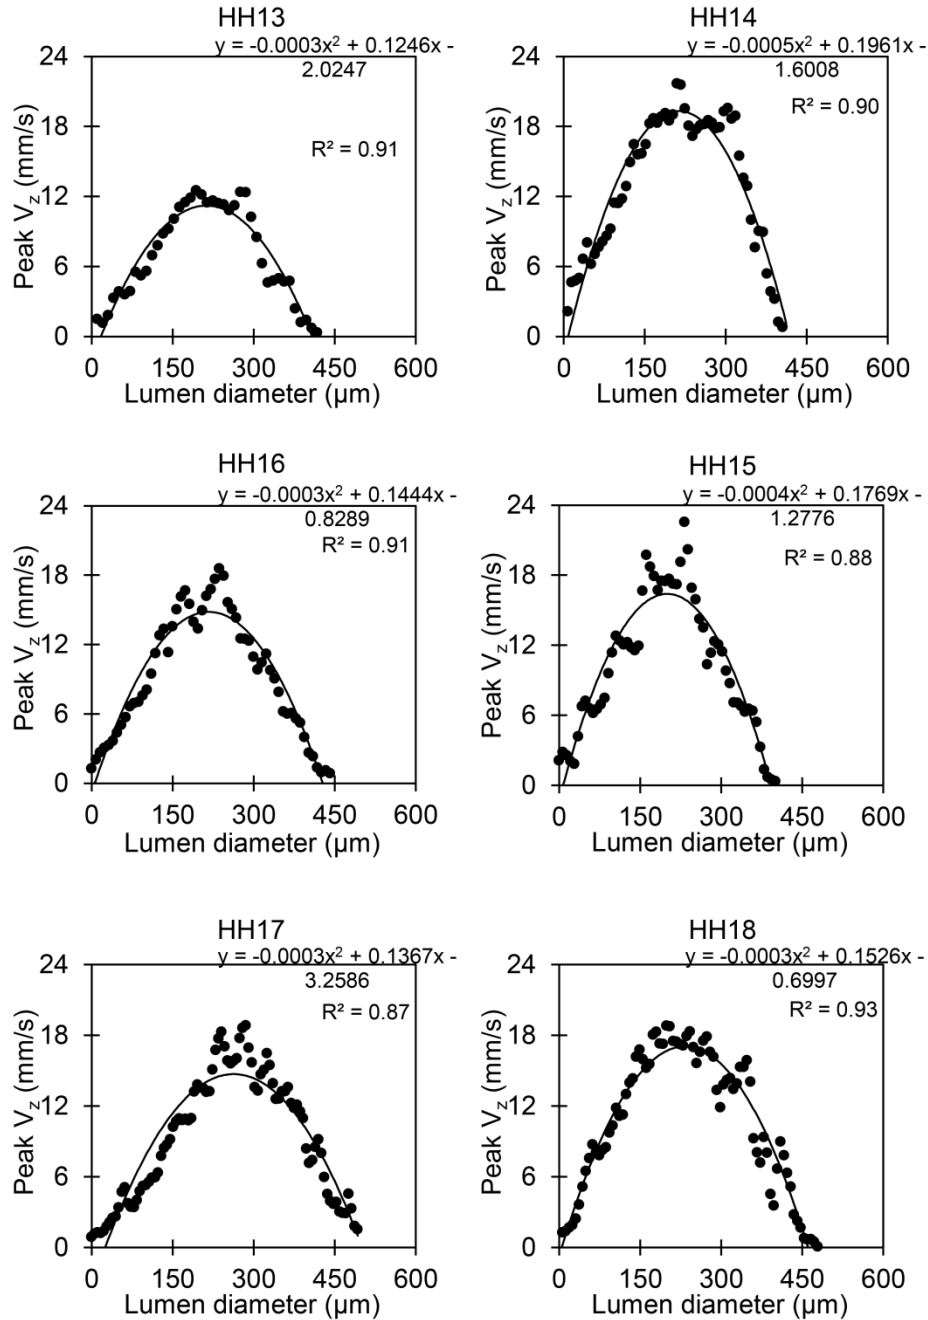 HH13
y = -0.0003x² + 0.1246x -
2.0247
R² = 0.91
Peak V_z (mm/s)
24
18
12
6
0
0 150 300 450 600
Lumen diameter (µm)
HH14
y = -0.0005x² + 0.1961x -
1.6008
R² = 0.90
Peak V_z (mm/s)
24
18
12
6
0
0 150 300 450 600
Lumen diameter (µm)
HH16
y = -0.0003x² + 0.1444x -
0.8289
R² = 0.91
Peak V_z (mm/s)
24
18
12
6
0
0 150 300 450 600
Lumen diameter (µm)
HH15
y = -0.0004x² + 0.1769x -
1.2776
R² = 0.88
Peak V_z (mm/s)
24
18
12
6
0
0 150 300 450 600
Lumen diameter (µm)
HH17
y = -0.0003x² + 0.1367x -
3.2586
R² = 0.87
Peak V_z (mm/s)
24
18
12
6
0
0 150 300 450 600
Lumen diameter (µm)
HH18
y = -0.0003x² + 0.1526x -
0.6997
R² = 0.93
Peak V_z (mm/s)
24
18
12
6
0
0 150 300 450 600
Lumen diameter (µm)